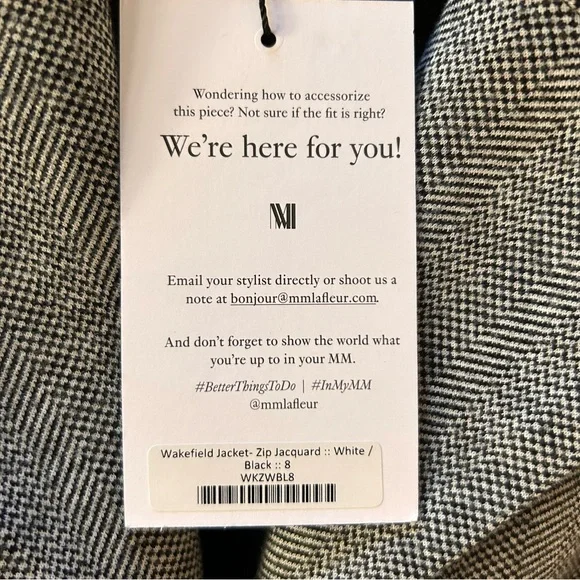 Wondering how to accessorize
this piece? Not sure if the fit is right?
We're here for you!
MM
Email your stylist directly or shoot us a
note at bonjour@mmlafleur.com.
And don't forget to show the world what
you're up to in your MM.
#BetterThingsToDo | #InMyMM
@mmlafleur
Wakefield Jacket- Zip Jacquard :: White /
Black :: 8
WKZWBL8